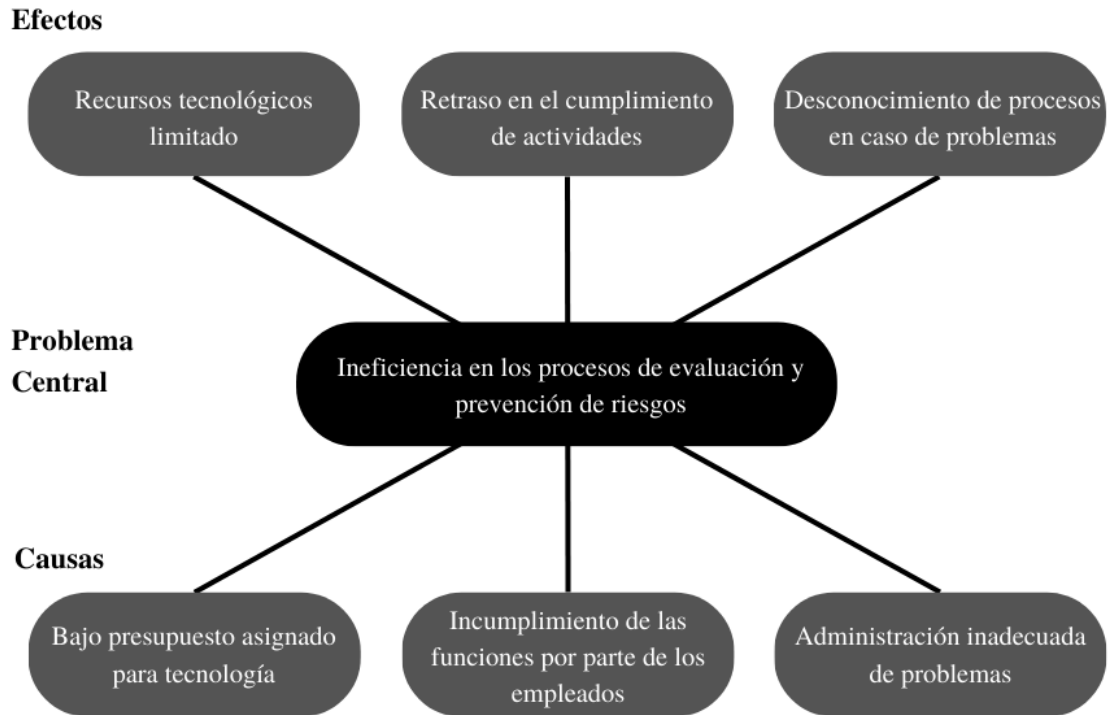 Efectos
Recursos tecnológicos
limitado
Retraso en el cumplimiento
de actividades
Desconocimiento de procesos
en caso de problemas
Problema
Central
Ineficiencia en los procesos de evaluación y
prevención de riesgos
Causas
Bajo presupuesto asignado
para tecnología
Incumplimiento de las
funciones por parte de los
empleados
Administración inadecuada
de problemas